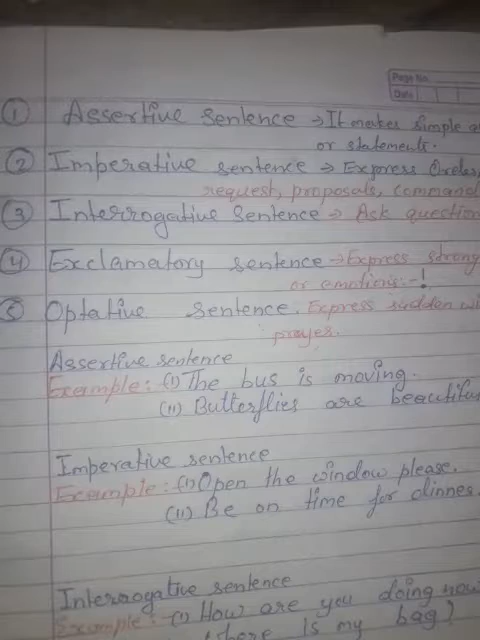 Page No.
Date
① Assertive sentence → It makes simple
or statements.
② Imperative sentence → Express Order,
request, proposals, command
③ Interrogative Sentence → Ask question
④ Exclamatory sentence → Express strong
or emotions - !
⑤ Optative sentence. Express sudden
prayer.
Assertive sentence
Example: (i) The bus is moving.
(ii) Butterflies are beautiful
Imperative sentence
Example: (i) Open the window please.
(ii) Be on time for dinner.
Interrogative sentence
Example: (i) How are you doing now
is my bag?